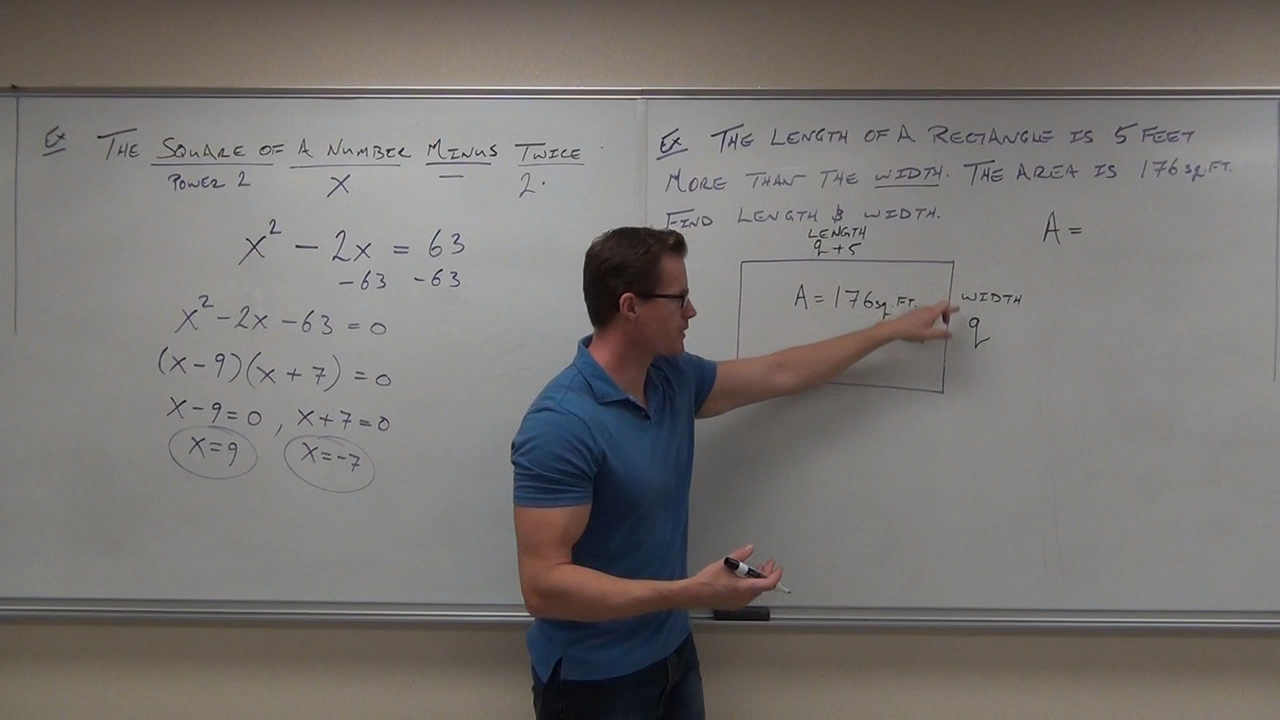 Ex THE SQUARE OF A NUMBER MINUS TWICE
POWER 2 X − 2·
x² − 2x = 63
−63 −63
x² − 2x − 63 = 0
(x − 9)(x + 7) = 0
x − 9 = 0 , x + 7 = 0
x = 9 x = −7
Ex THE LENGTH OF A RECTANGLE IS 5 FEET
MORE THAN THE WIDTH. THE AREA IS 176 sq. FT.
FIND LENGTH & WIDTH.
A =
LENGTH
q + 5
A = 176 sq. FT.
WIDTH
q